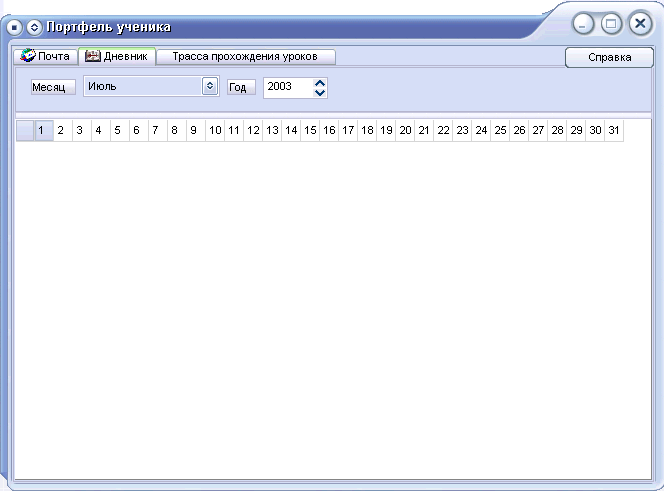 Портфель ученика
Почта Дневник Трасса прохождения уроков Справка
Месяц Июль Год 2003
1 2 3 4 5 6 7 8 9 10 11 12 13 14 15 16 17 18 19 20 21 22 23 24 25 26 27 28 29 30 31